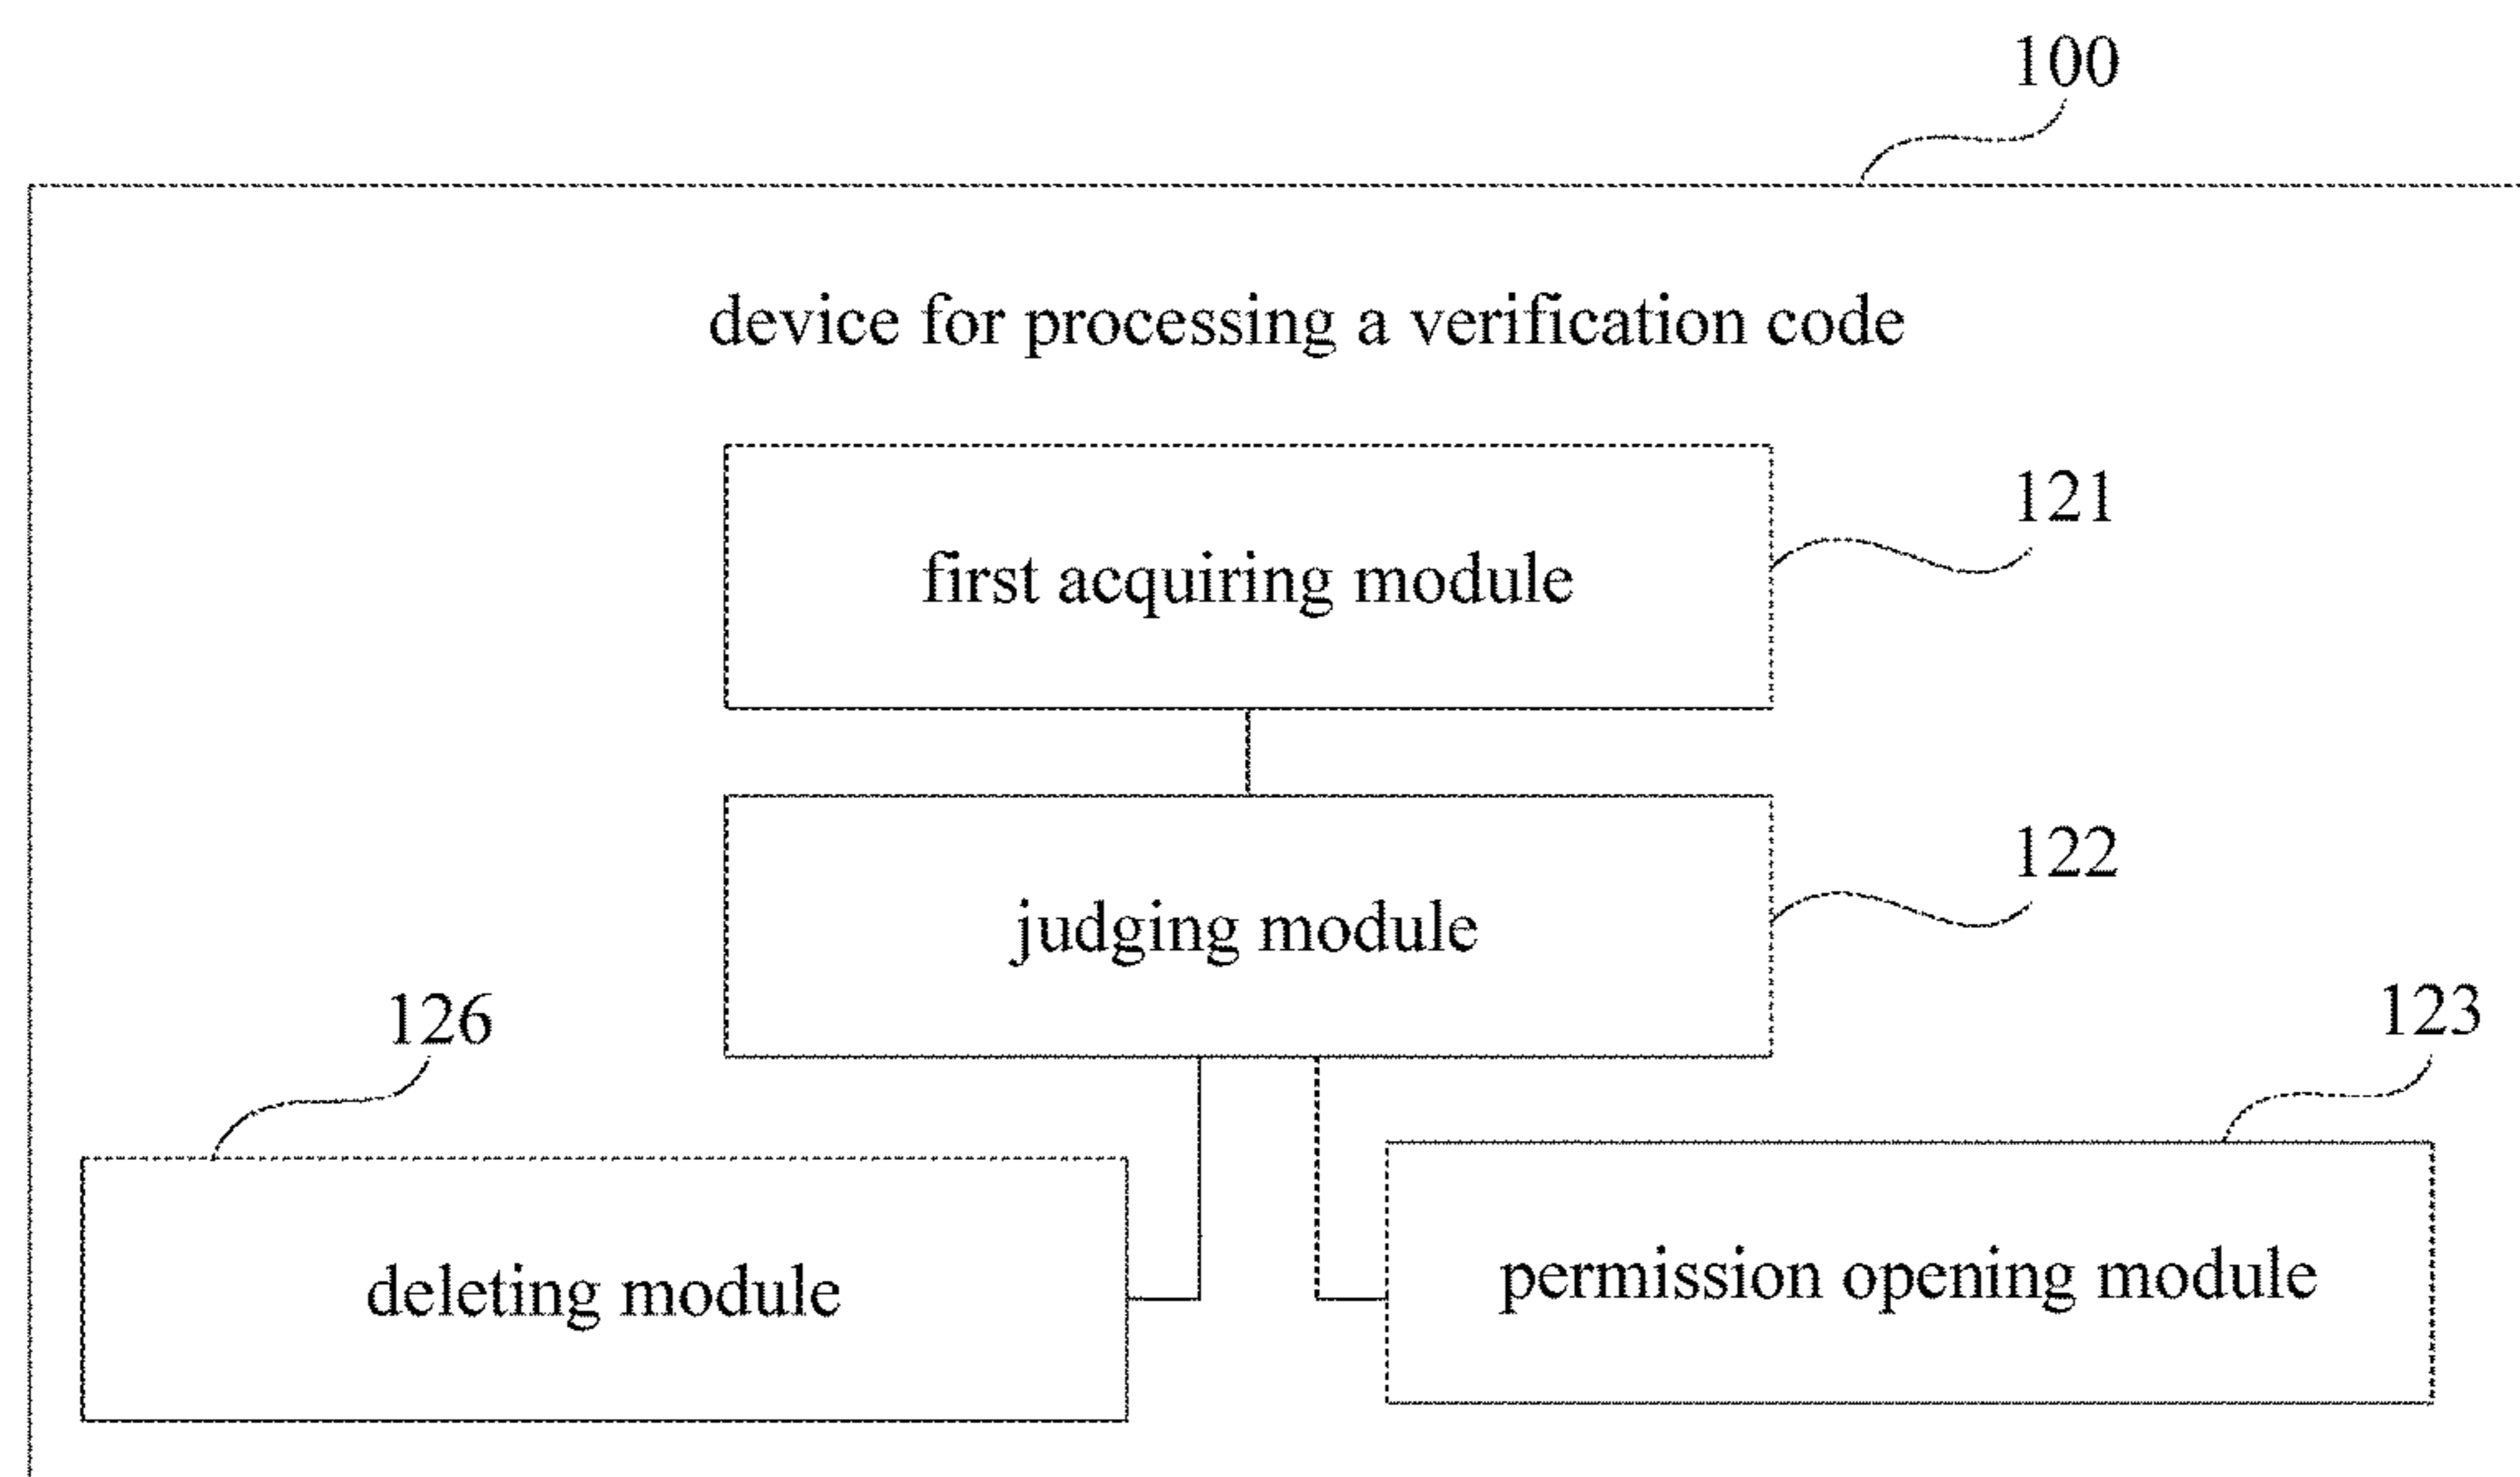 100
device for processing a verification code
first acquiring module
121
judging module
122
126
123
deleting module
permission opening module